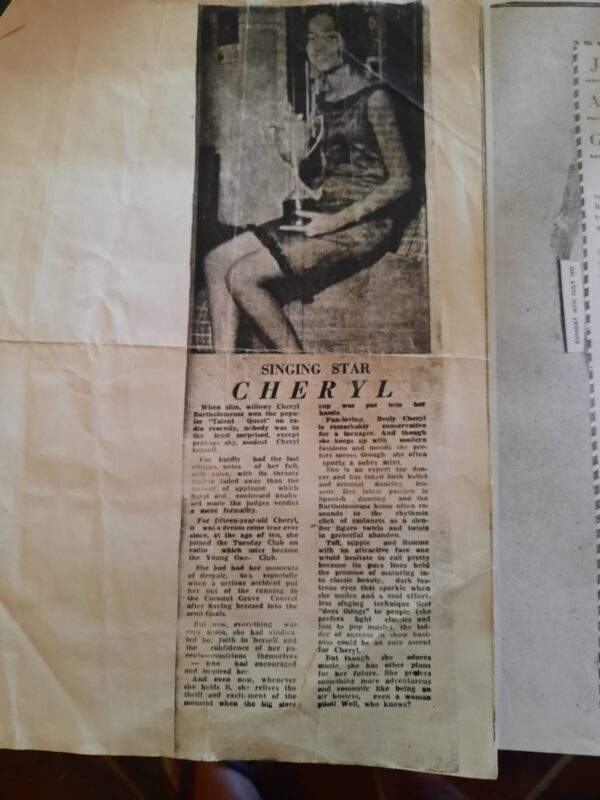 SINGING STAR
CHERYL
When slim, willowy Cheryl
Bartholomeusz won the popu-
lar "Talent Quest" on ra-
dio recently, nobody was in
the least surprised, except
perhaps shy, modest Cheryl
herself.
For hardly had the last
vibrant notes of her full,
rich voice, with its throaty
timbre faded away than the
torrent of applause which
burst and continued unaba-
ted made the judges verdict
a mere formality.
For fifteen-year-old Cheryl,
it was a dream come true ever
since, at the age of ten, she
joined the Tuesday Club on
radio which later became
the Young One- Club.
She had had her moments
of despair, too, especially
when a serious accident put
her out of the running in
the Coconut Grove Contest
after having breezed into the
semi-finals.
But now, everything was
rosy again, she had vindica-
ted her faith in herself and
the confidence of her pa-
rents—musicians themselves
— who had encouraged
and inspired her.
And even now, whenever
she holds it, she relives the
thrill and excitement of the
moment when the big silver
cup was put into her
hands.
Fun-loving, lively Cheryl
is remarkably conservative
for a teenager. And though
she keeps up with modern
fashions and moods she pre-
fers sarees though she often
sports a sober mini.
She is an expert tap dan-
cer and has taken both ballet
and oriental dancing les-
sons. Her latest passion is
Spanish dancing and the
Bartholomeusz home often re-
sounds to the rhythmic
click of castanets as a slen-
der figure twirls and twists
in graceful abandon.
Tall, supple and lissome
with an attractive face one
would hesitate to call pretty
because its pure lines hold
the promise of maturing in-
to classic beauty, dark lus-
trous eyes that sparkle when
she smiles and a cool effort-
less singing technique that
"does things" to people (she
prefers light classics and
jazz to pop music), the lad-
der of success in show busi-
ness could be an easy ascent
for Cheryl.
But though she adores
music, she has other plans
for her future. She prefers
something more adventurous
and romantic like being an
air hostess, even a woman
pilot! Well, who knows?
J
A
G
SUNDAY 16TH JULY 1972